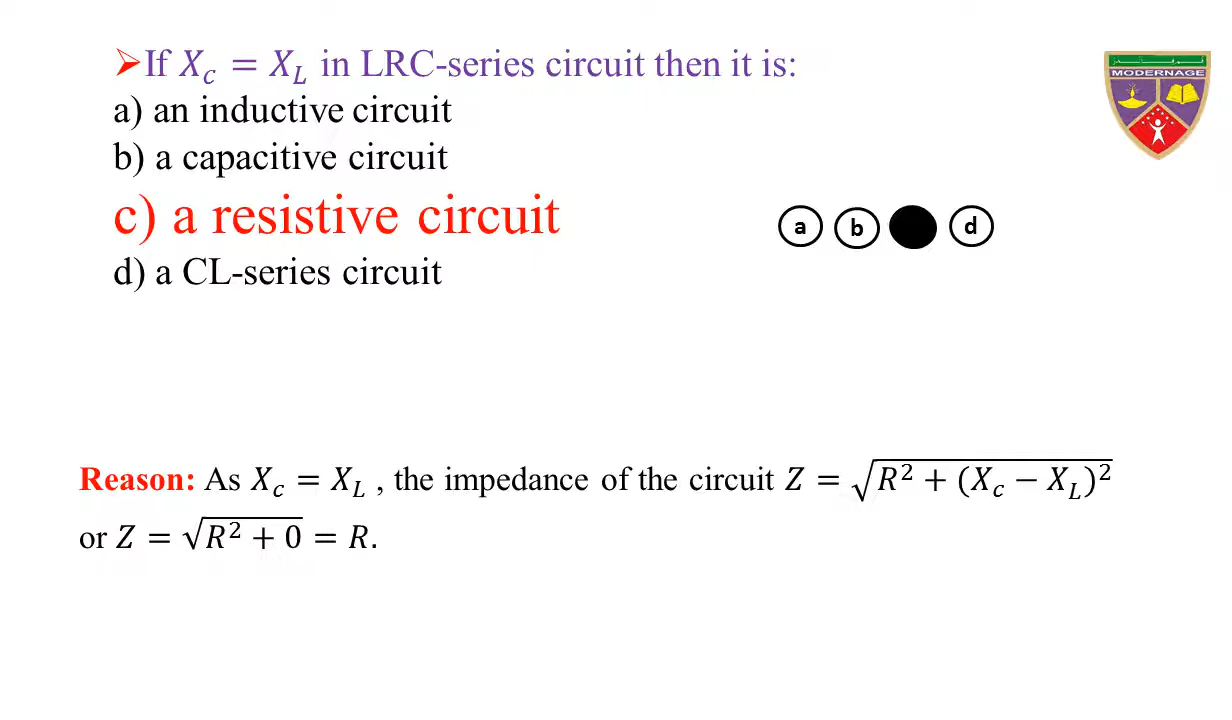 ➢If X_c = X_L in LRC-series circuit then it is:
a) an inductive circuit
b) a capacitive circuit
c) a resistive circuit
d) a CL-series circuit
a b d
MODERNAGE
Reason: As X_c = X_L , the impedance of the circuit Z = √(R² + (X_c − X_L)²)
or Z = √(R² + 0) = R.